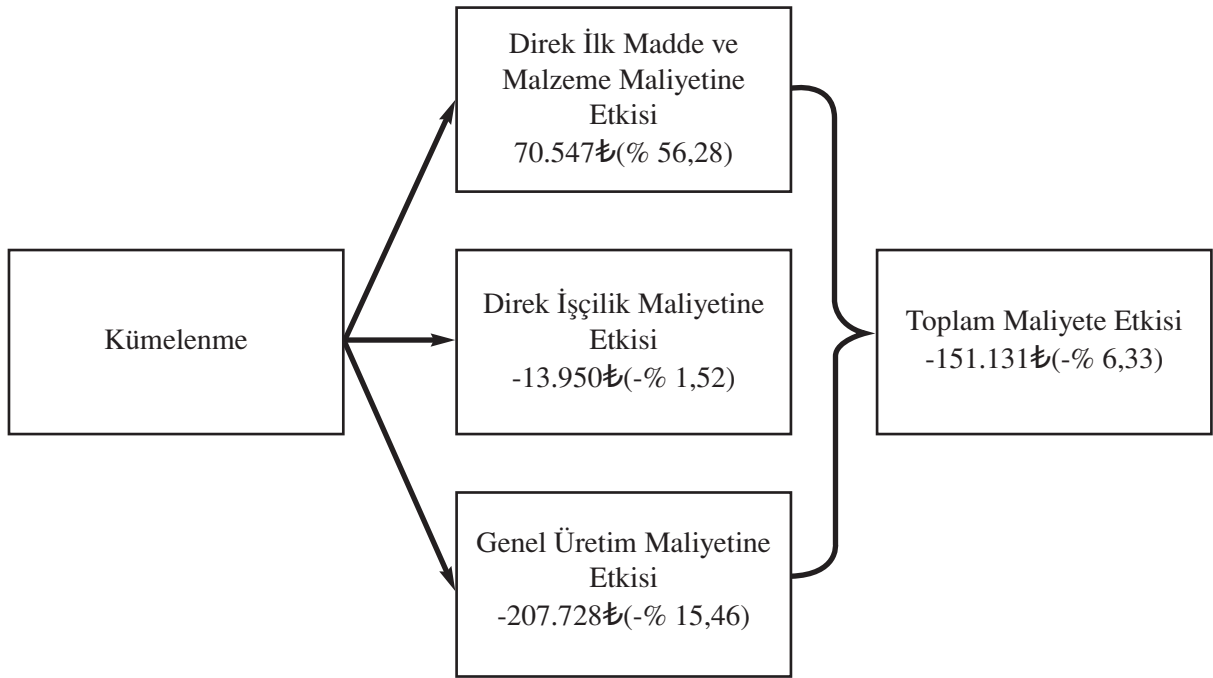 Kümelenme
Direk İlk Madde ve
Malzeme Maliyetine
Etkisi
70.547₺(% 56,28)
Direk İşçilik Maliyetine
Etkisi
-13.950₺(-% 1,52)
Genel Üretim Maliyetine
Etkisi
-207.728₺(-% 15,46)
Toplam Maliyete Etkisi
-151.131₺(-% 6,33)